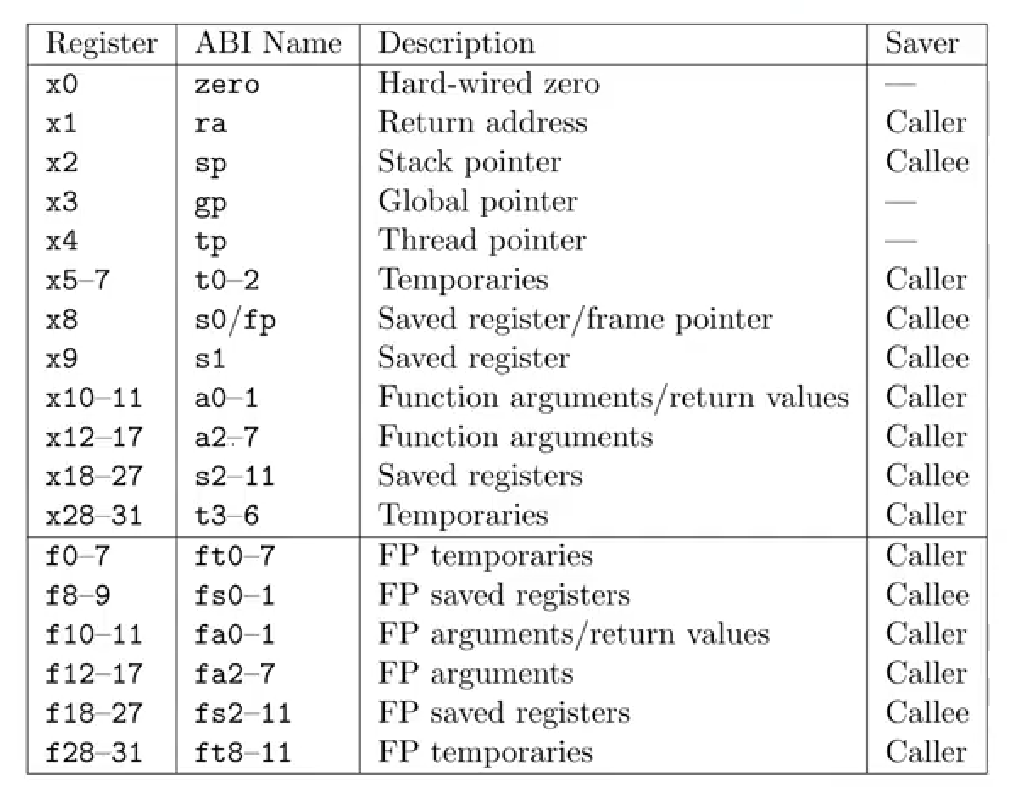 Register ABI Name Description Saver
x0 zero Hard-wired zero —
x1 ra Return address Caller
x2 sp Stack pointer Callee
x3 gp Global pointer —
x4 tp Thread pointer —
x5–7 t0–2 Temporaries Caller
x8 s0/fp Saved register/frame pointer Callee
x9 s1 Saved register Callee
x10–11 a0–1 Function arguments/return values Caller
x12–17 a2–7 Function arguments Caller
x18–27 s2–11 Saved registers Callee
x28–31 t3–6 Temporaries Caller
f0–7 ft0–7 FP temporaries Caller
f8–9 fs0–1 FP saved registers Callee
f10–11 fa0–1 FP arguments/return values Caller
f12–17 fa2–7 FP arguments Caller
f18–27 fs2–11 FP saved registers Callee
f28–31 ft8–11 FP temporaries Caller